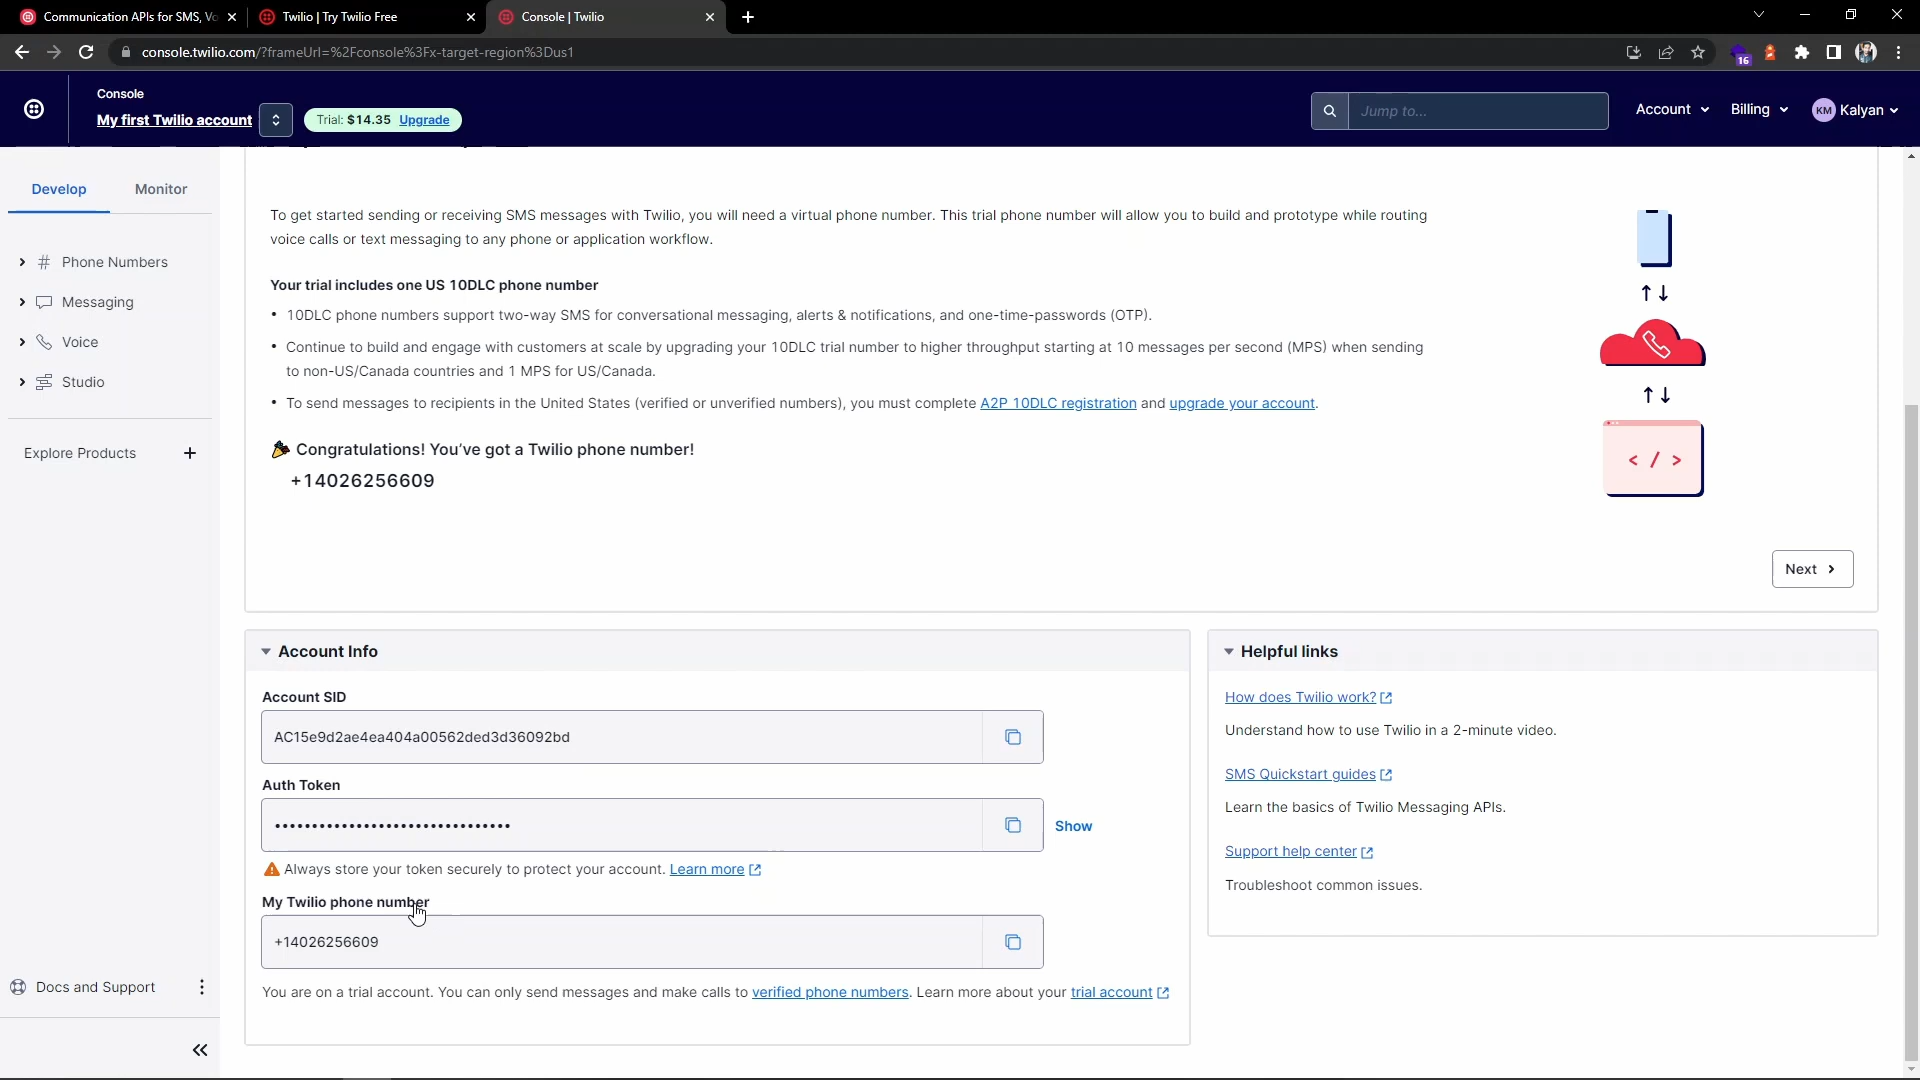 Communication APIs for SMS, Vo
Twilio | Try Twilio Free
Console | Twilio
console.twilio.com/?frameUrl=%2Fconsole%3Fx-target-region%3Dus1
16
Console
My first Twilio account
Trial: $14.35 Upgrade
Jump to...
Account
Billing
KM Kalyan
Develop
Monitor
Phone Numbers
Messaging
Voice
Studio
Explore Products
Docs and Support
To get started sending or receiving SMS messages with Twilio, you will need a virtual phone number. This trial phone number will allow you to build and prototype while routing
voice calls or text messaging to any phone or application workflow.
Your trial includes one US 10DLC phone number
• 10DLC phone numbers support two-way SMS for conversational messaging, alerts & notifications, and one-time-passwords (OTP).
• Continue to build and engage with customers at scale by upgrading your 10DLC trial number to higher throughput starting at 10 messages per second (MPS) when sending
to non-US/Canada countries and 1 MPS for US/Canada.
• To send messages to recipients in the United States (verified or unverified numbers), you must complete A2P 10DLC registration and upgrade your account.
Congratulations! You've got a Twilio phone number!
+14026256609
< / >
Next
Account Info
Account SID
AC15e9d2ae4ea404a00562ded3d36092bd
Auth Token
••••••••••••••••••••••••••••••••
Show
Always store your token securely to protect your account. Learn more
My Twilio phone number
+14026256609
You are on a trial account. You can only send messages and make calls to verified phone numbers. Learn more about your trial account
Helpful links
How does Twilio work?
Understand how to use Twilio in a 2-minute video.
SMS Quickstart guides
Learn the basics of Twilio Messaging APIs.
Support help center
Troubleshoot common issues.